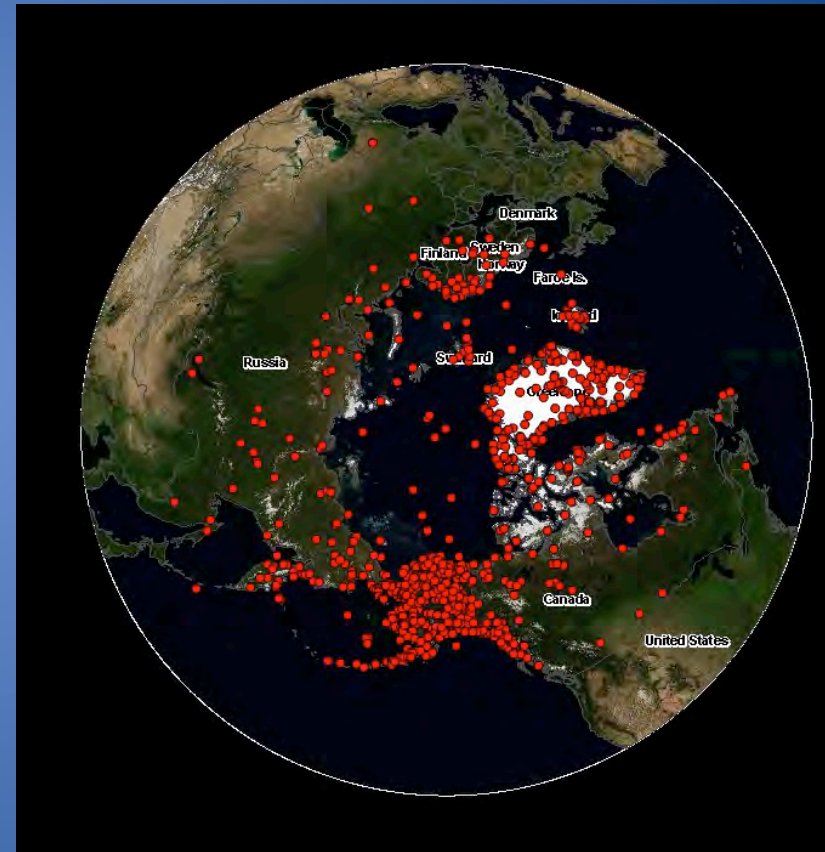 Denmark
Finland
Sweden
Norway
Faroe Is.
Russia
Canada
United States